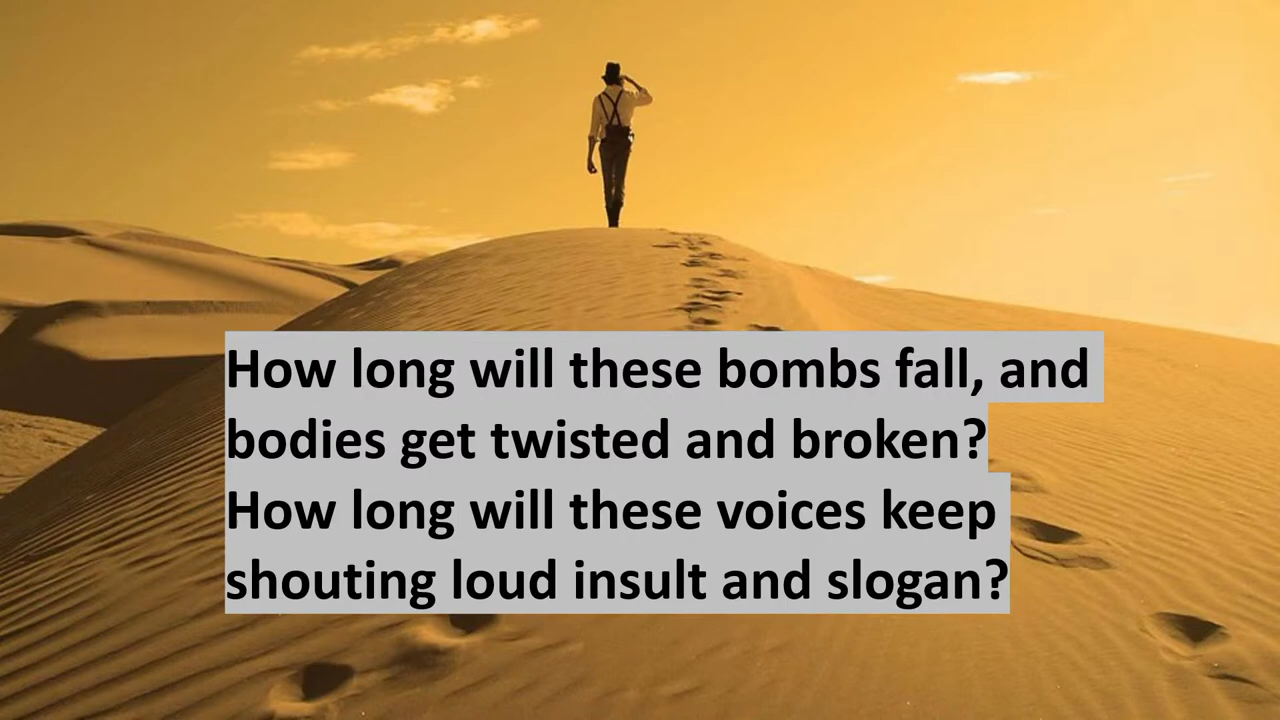 How long will these bombs fall, and
bodies get twisted and broken?
How long will these voices keep
shouting loud insult and slogan?